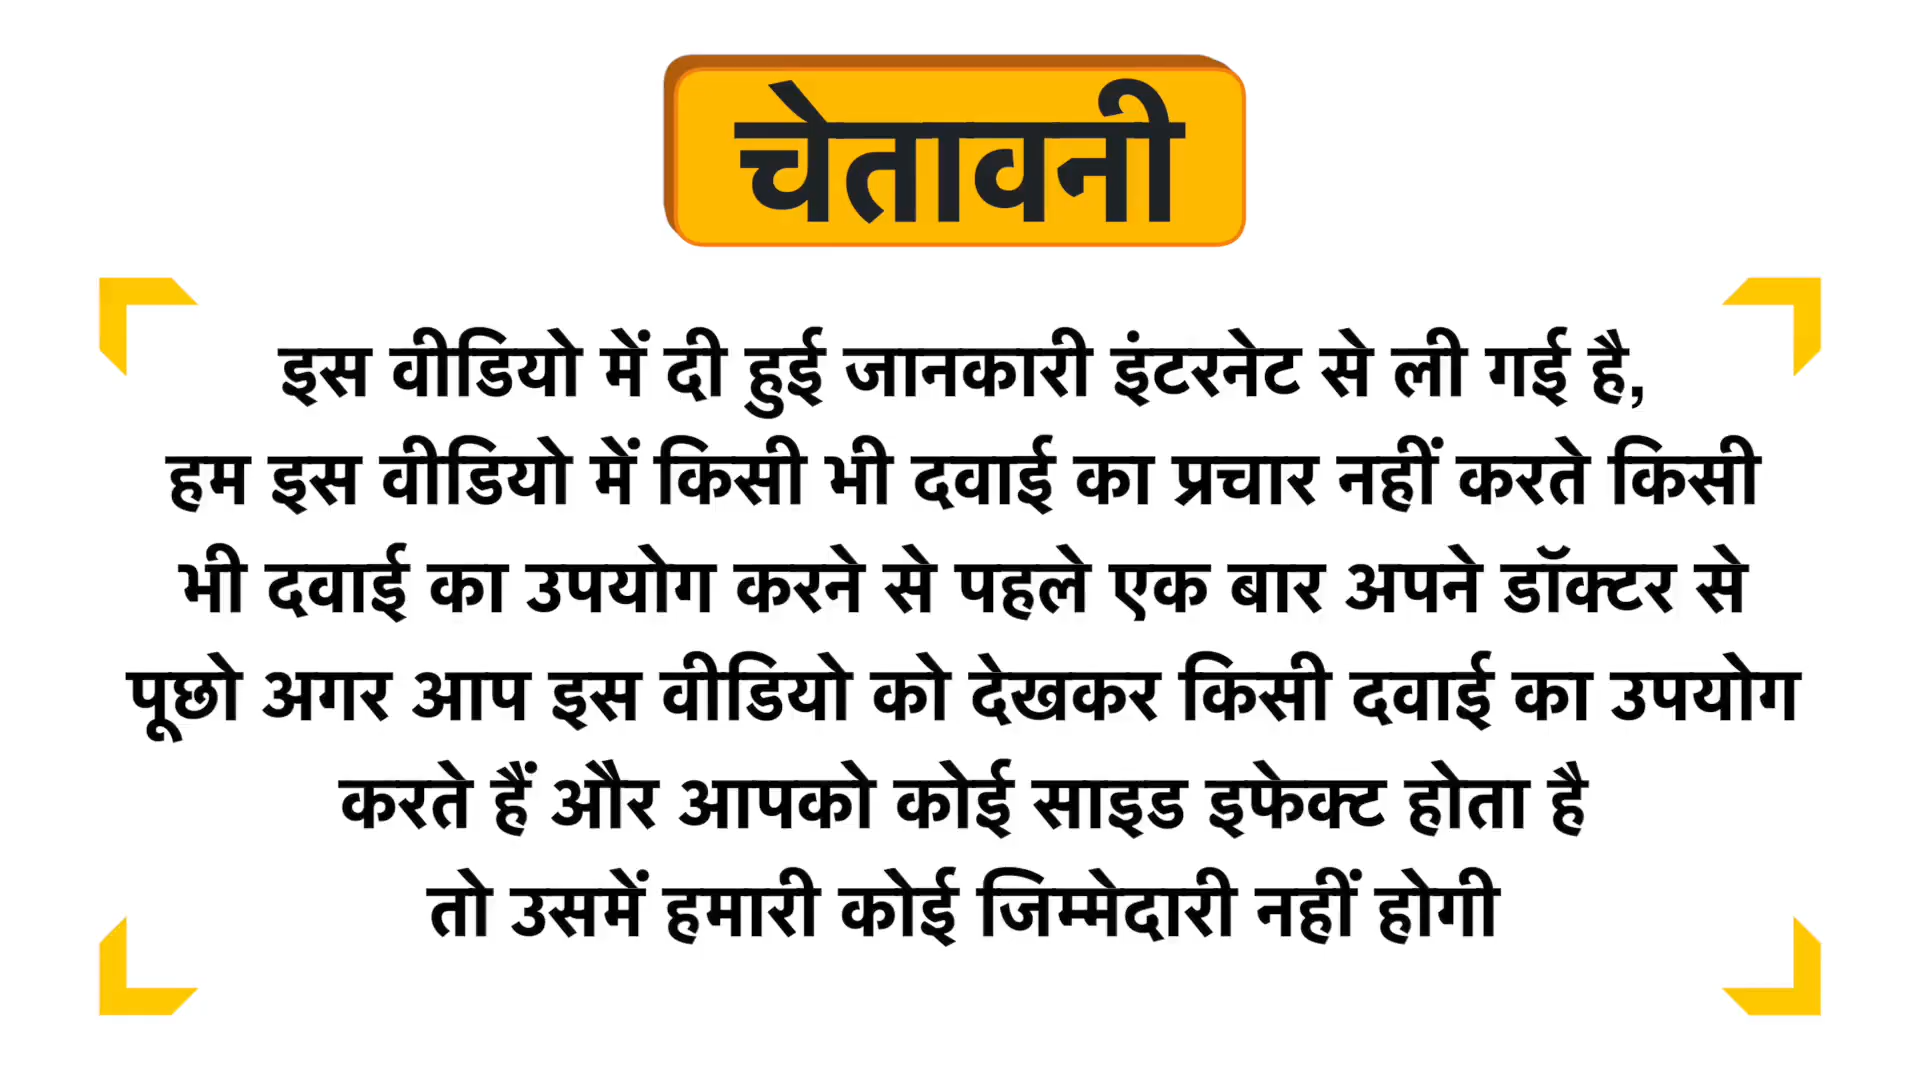 चेतावनी
इस वीडियो में दी हुई जानकारी इंटरनेट से ली गई है,
हम इस वीडियो में किसी भी दवाई का प्रचार नहीं करते किसी
भी दवाई का उपयोग करने से पहले एक बार अपने डॉक्टर से
पूछो अगर आप इस वीडियो को देखकर किसी दवाई का उपयोग
करते हैं और आपको कोई साइड इफेक्ट होता है
तो उसमें हमारी कोई जिम्मेदारी नहीं होगी